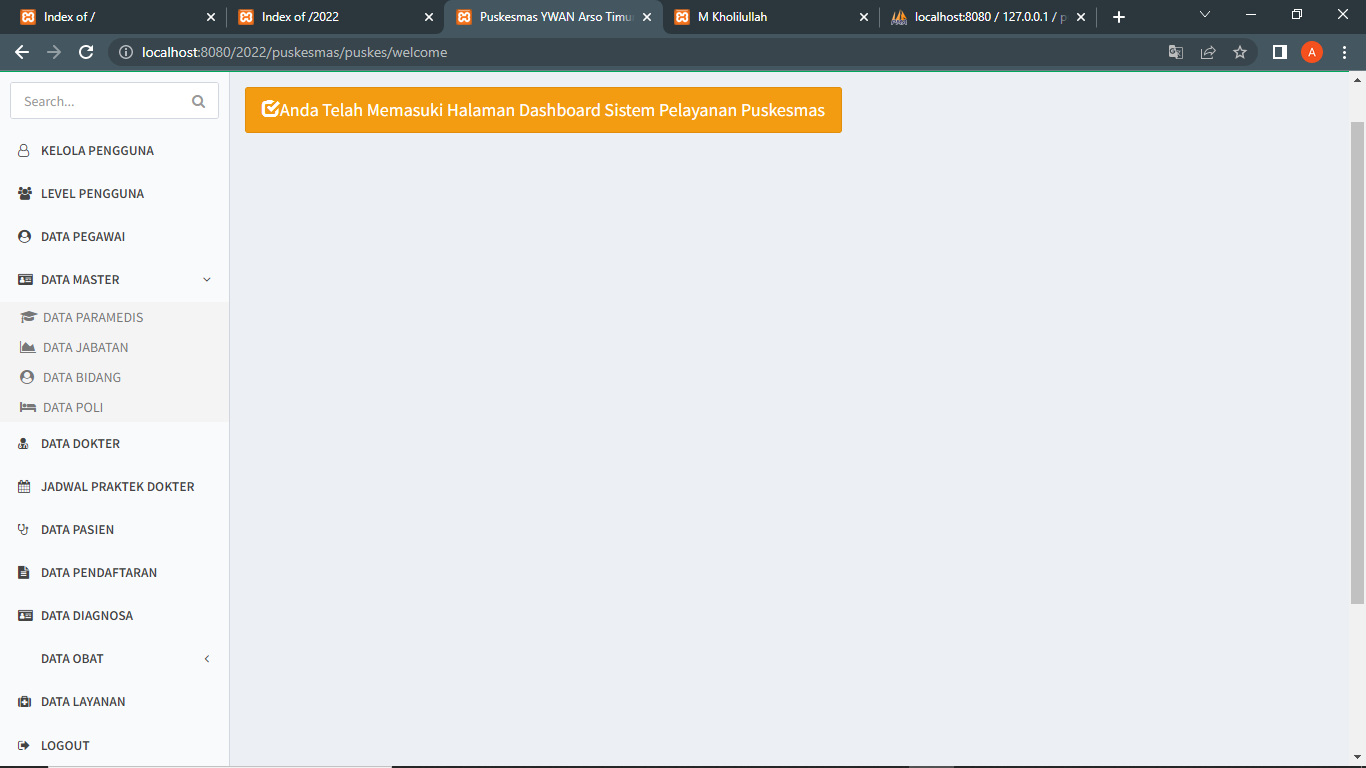 Index of /
Index of /2022
Puskesmas YWAN Arso Timu
M Kholilullah
localhost:8080 / 127.0.0.1 / p
localhost:8080/2022/puskesmas/puskes/welcome
A
Search...
Anda Telah Memasuki Halaman Dashboard Sistem Pelayanan Puskesmas
KELOLA PENGGUNA
LEVEL PENGGUNA
DATA PEGAWAI
DATA MASTER
DATA PARAMEDIS
DATA JABATAN
DATA BIDANG
DATA POLI
DATA DOKTER
JADWAL PRAKTEK DOKTER
DATA PASIEN
DATA PENDAFTARAN
DATA DIAGNOSA
DATA OBAT
DATA LAYANAN
LOGOUT